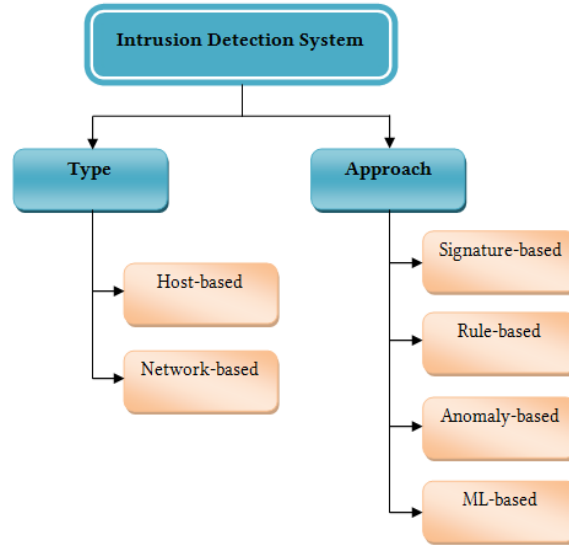 Intrusion Detection System
Type
Approach
Host-based
Network-based
Signature-based
Rule-based
Anomaly-based
ML-based